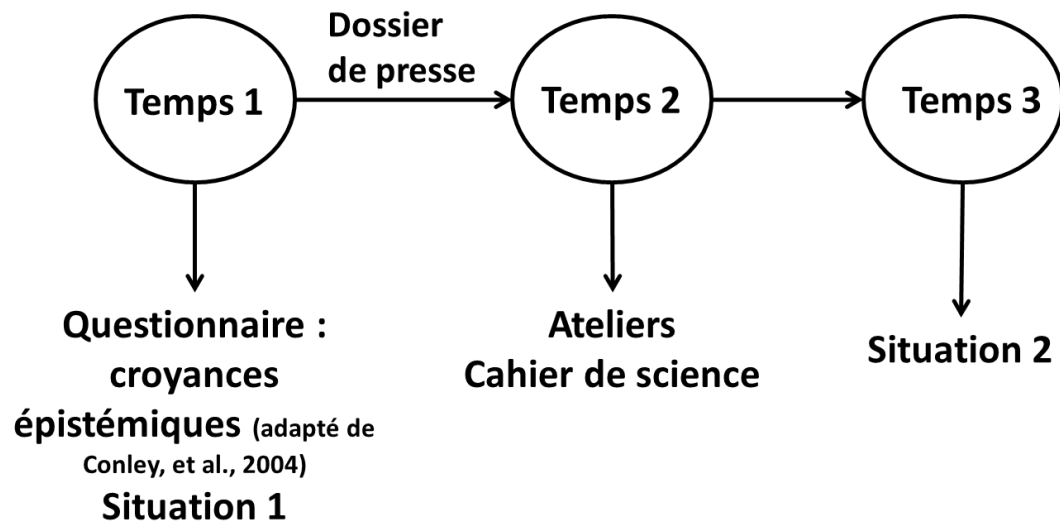 Dossier
de presse
Temps 1
Temps 2
Temps 3
Questionnaire :
croyances
épistémiques (adapté de
Conley, et al., 2004)
Situation 1
Ateliers
Cahier de science
Situation 2